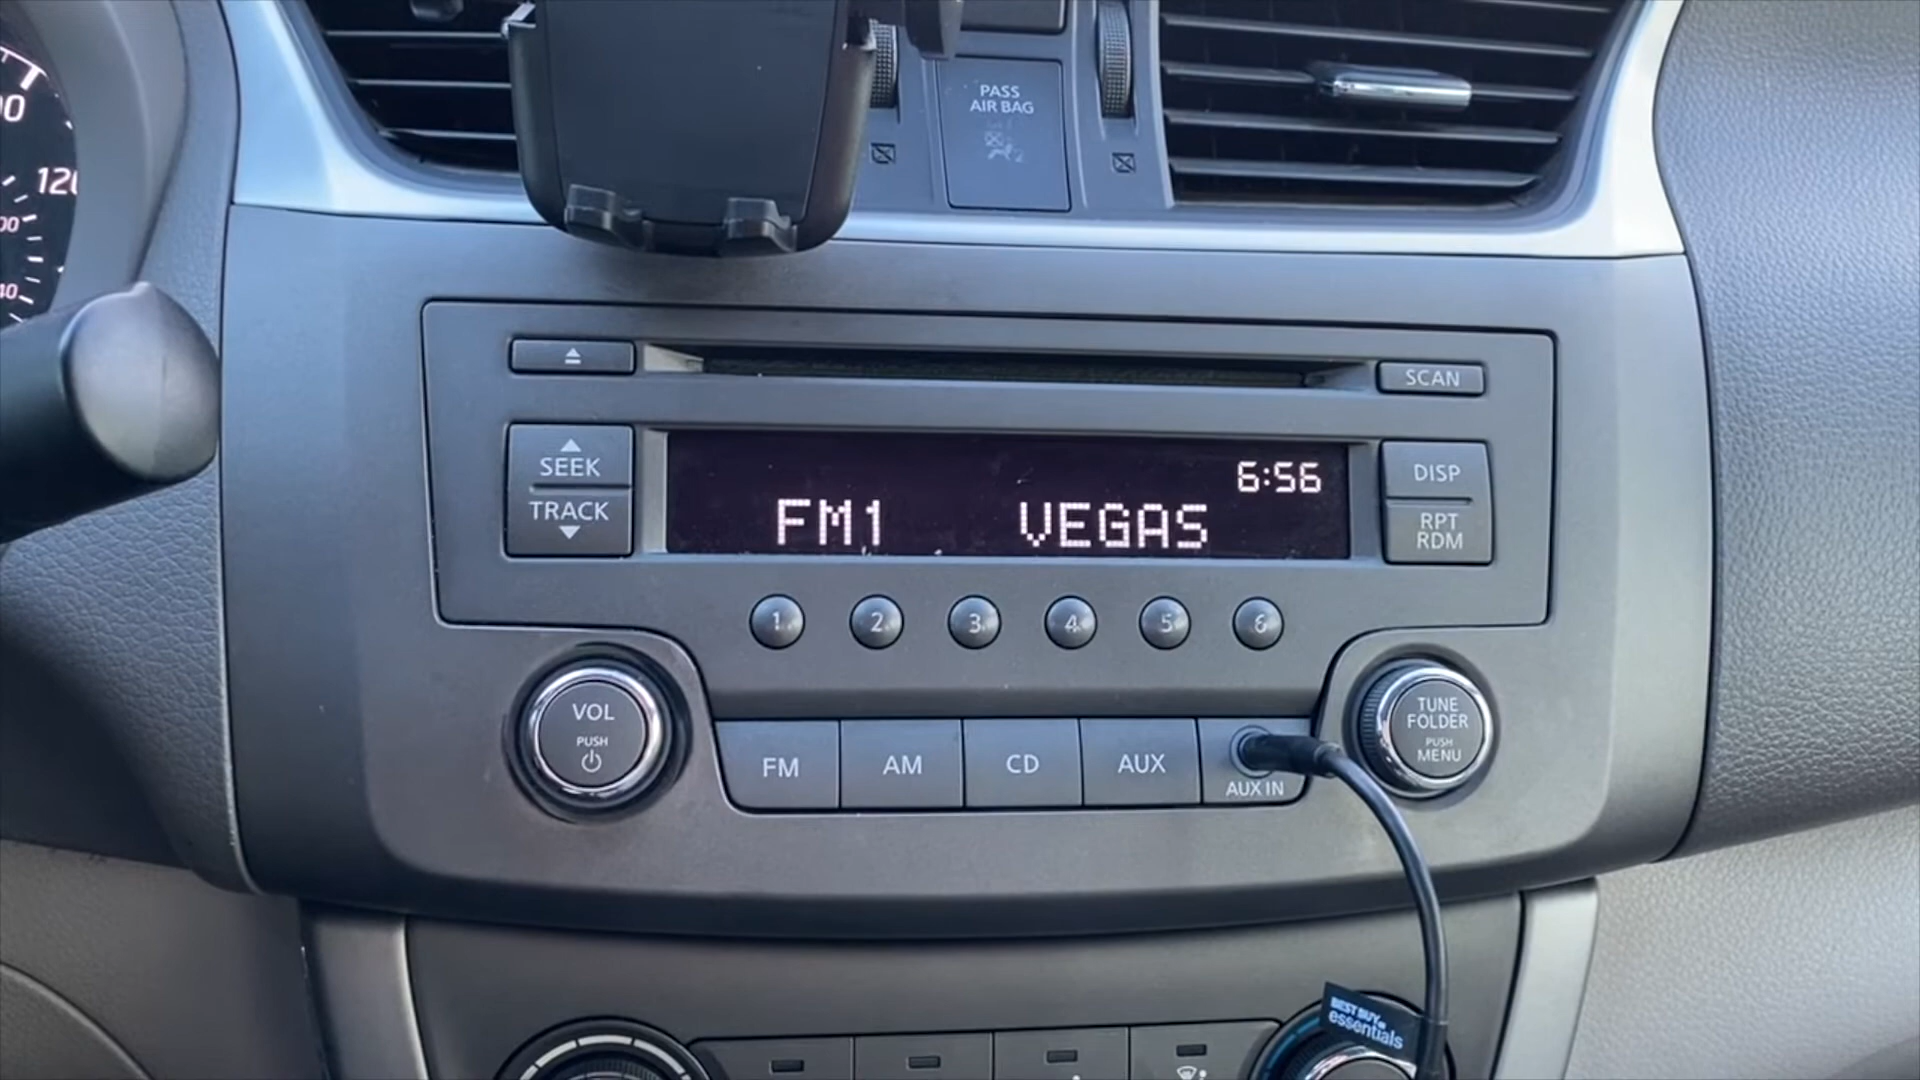 120
PASS
AIR BAG
SCAN
SEEK
TRACK
6:56
FM1 VEGAS
DISP
RPT
RDM
1 2 3 4 5 6
VOL
PUSH
FM AM CD AUX
AUX IN
TUNE
FOLDER
PUSH
MENU
BEST BUY
essentials